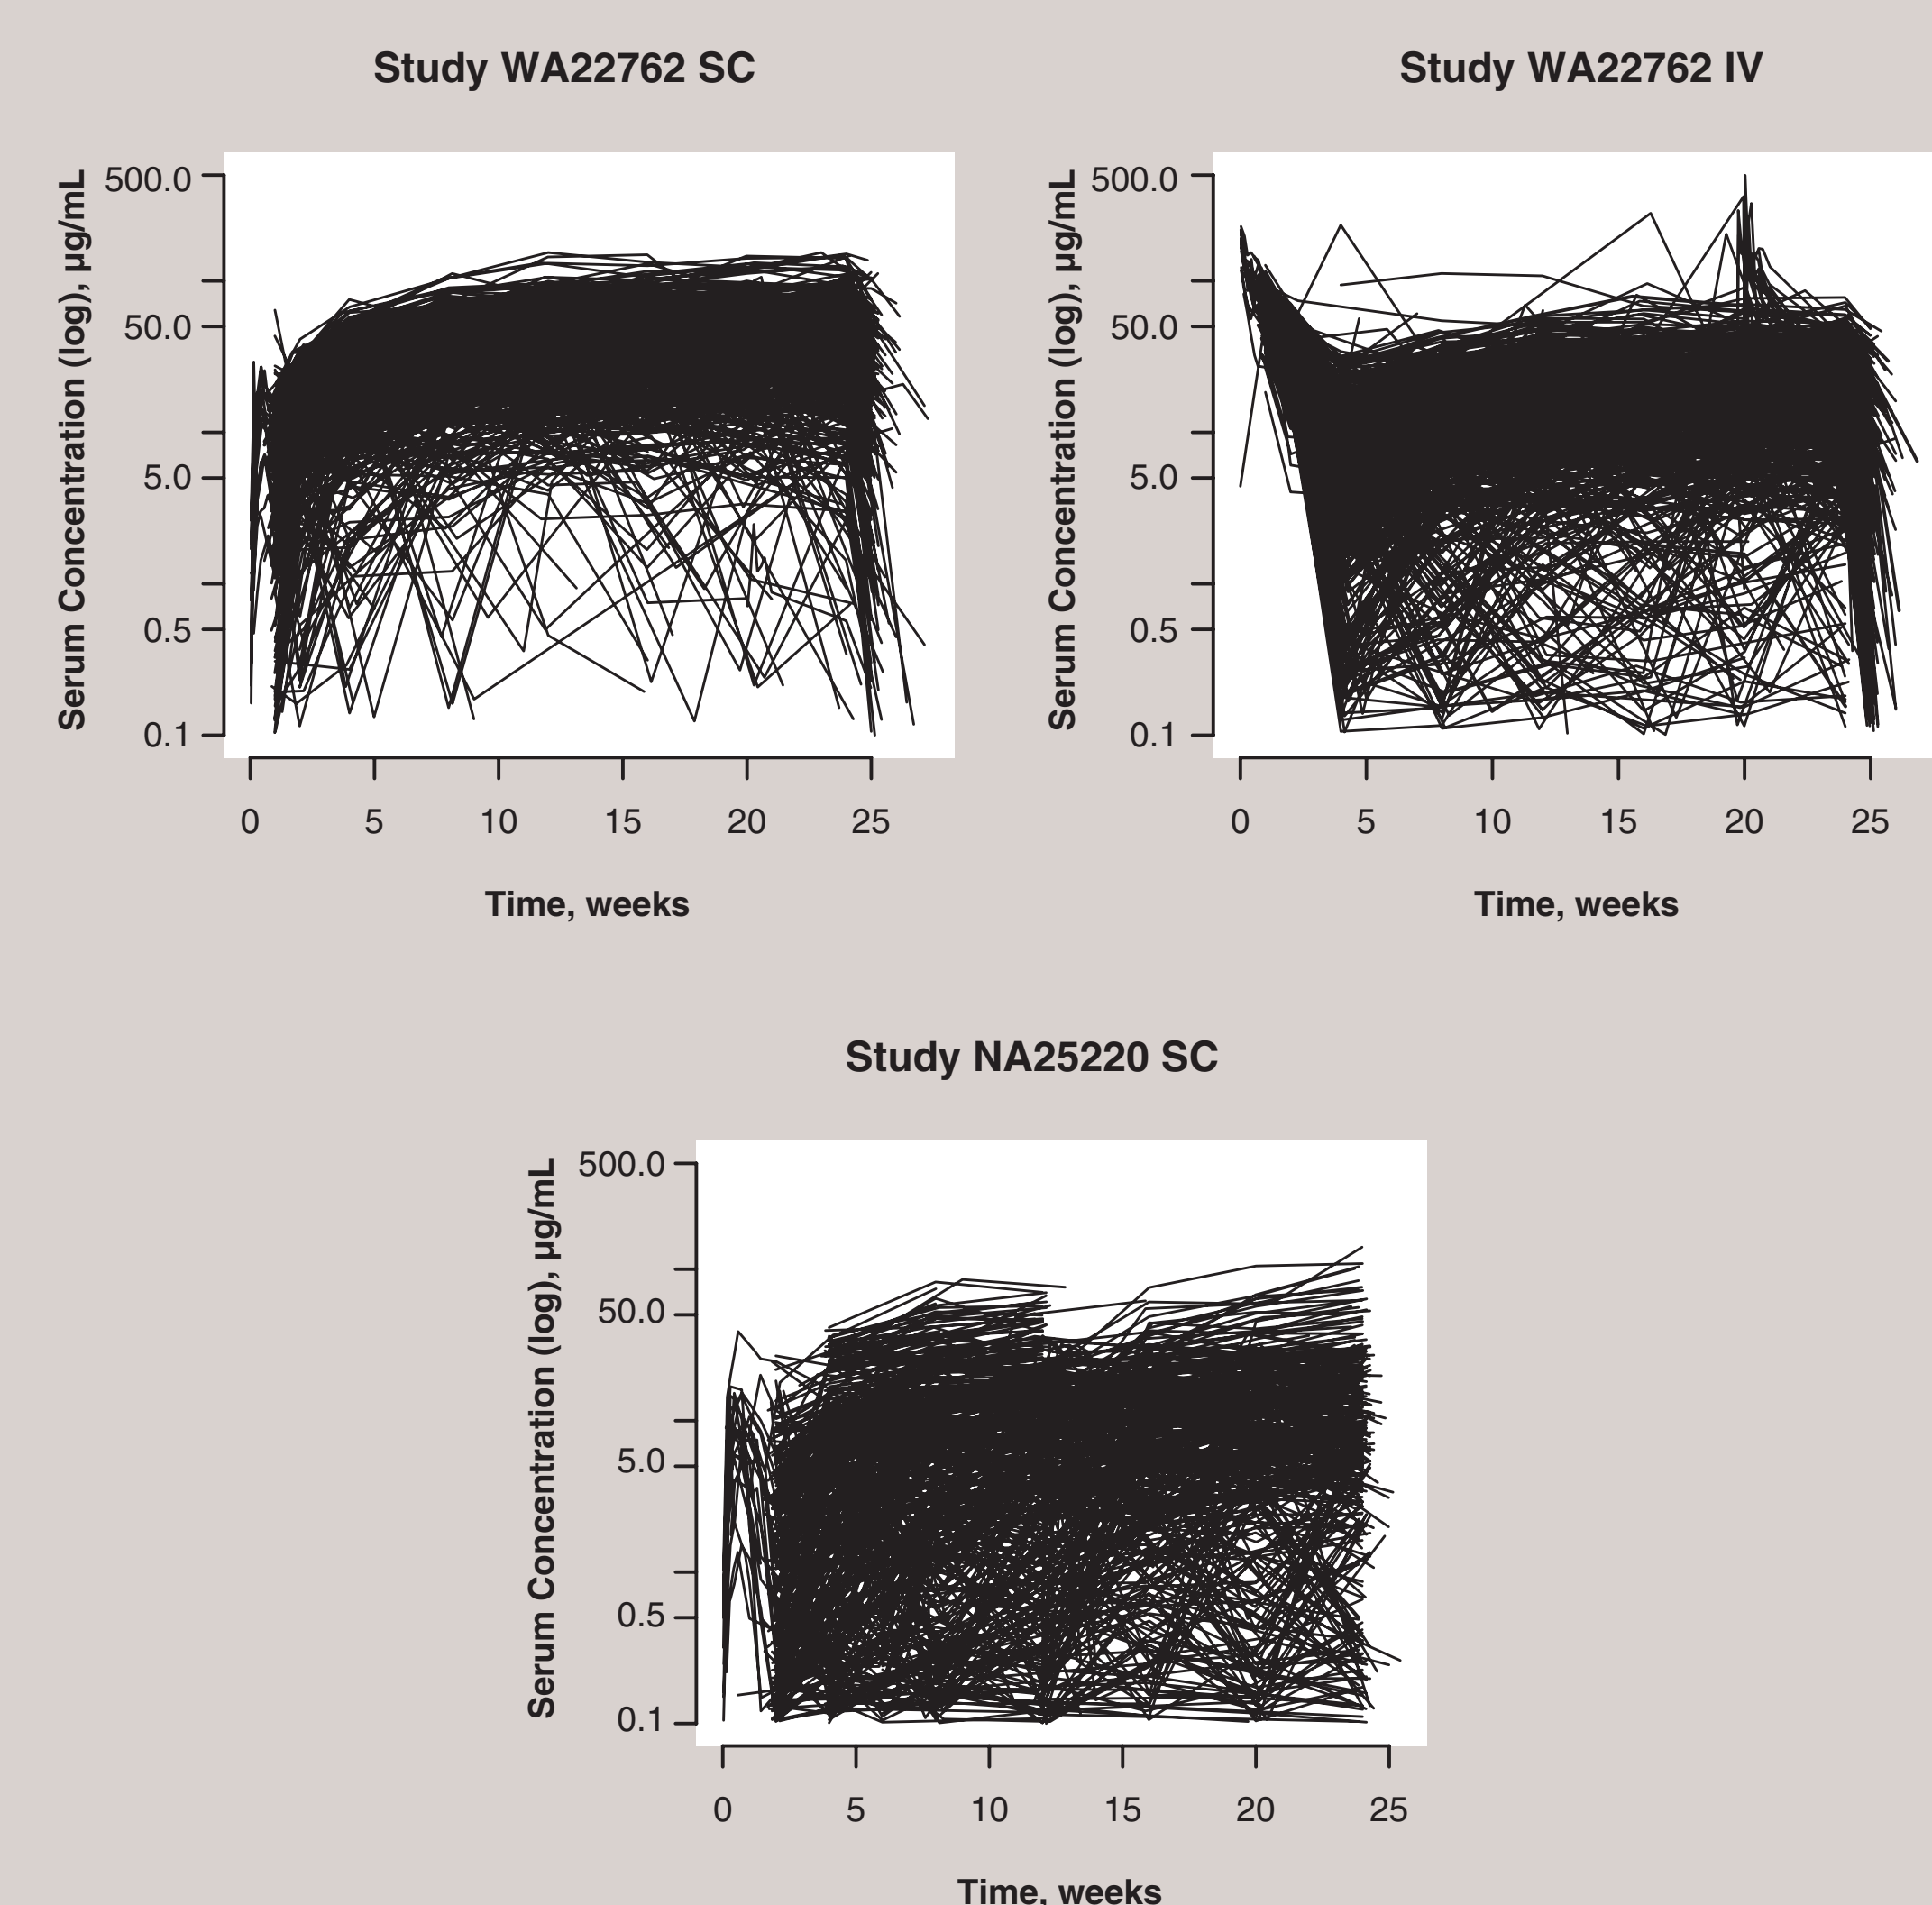 Study WA22762 SC
Serum Concentration (log), µg/mL
500.0
50.0
5.0
0.5
0.1
0 5 10 15 20 25
Time, weeks
Study WA22762 IV
Serum Concentration (log), µg/mL
500.0
50.0
5.0
0.5
0.1
0 5 10 15 20 25
Time, weeks
Study NA25220 SC
Serum Concentration (log), µg/mL
500.0
50.0
5.0
0.5
0.1
0 5 10 15 20 25
Time, weeks